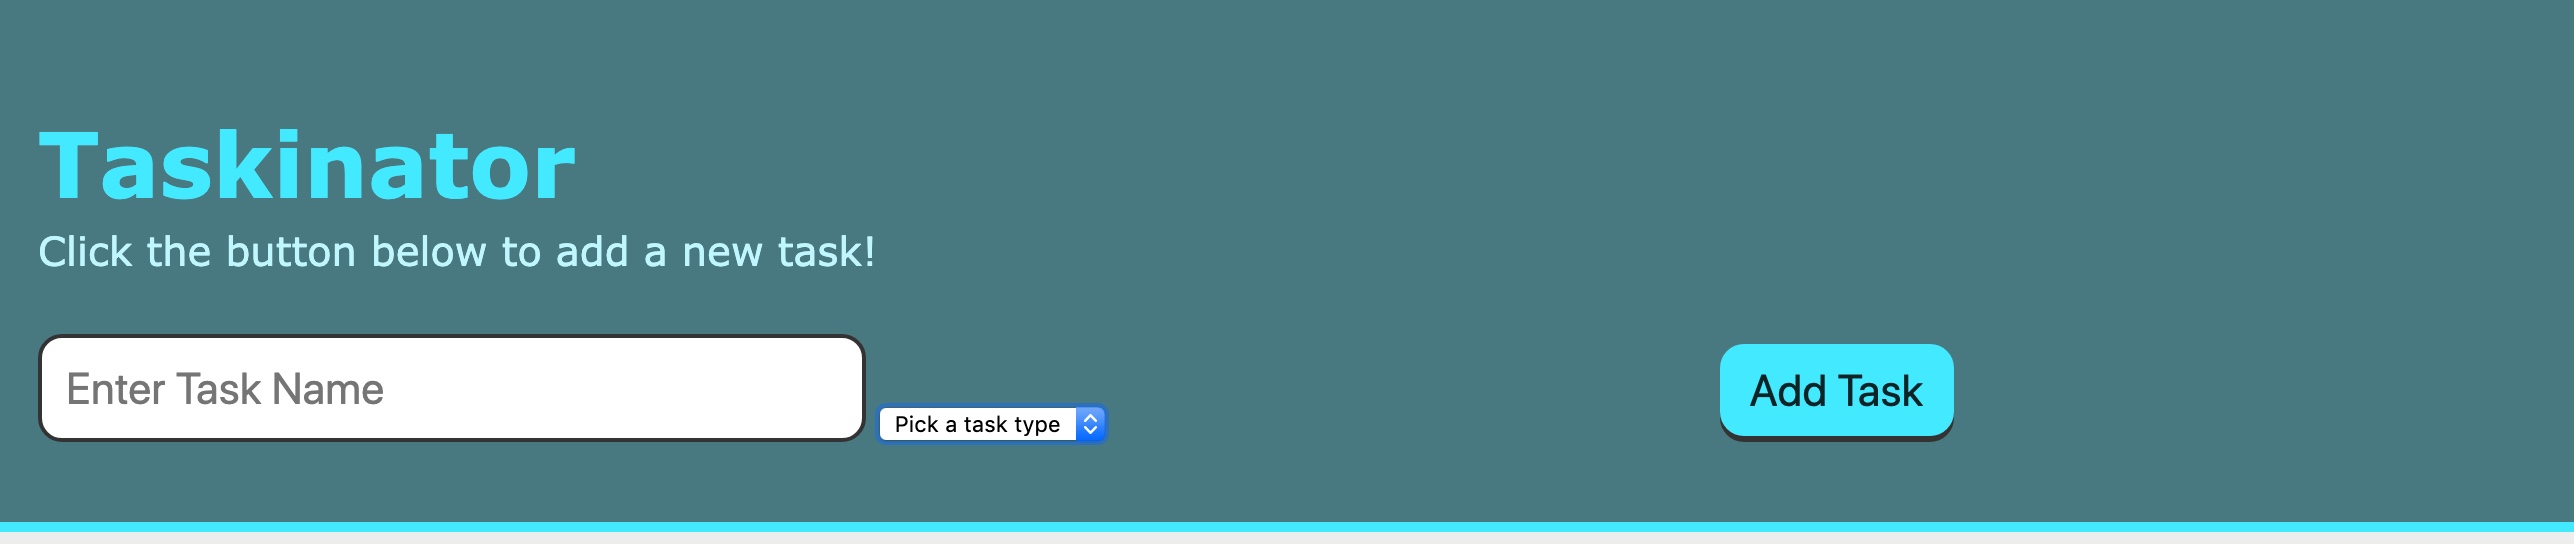 Taskinator
Click the button below to add a new task!
Enter Task Name
Pick a task type
Add Task